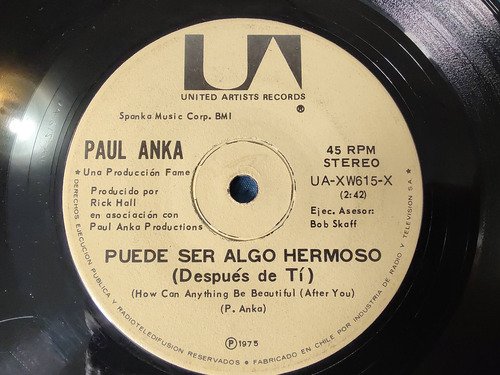 UA
UNITED ARTISTS RECORDS
®
Spanka Music Corp. BMI
PAUL ANKA
Una Producción Fame
Producido por
Rick Hall
en asociación con
Paul Anka Productions
45 RPM
STEREO
UA-XW615-X
(2:42)
Ejec. Asesor:
Bob Skaff
PUEDE SER ALGO HERMOSO
(Después de Tí)
(How Can Anything Be Beautiful (After You)
(P. Anka)
℗1975
★ DERECHOS EJECUCION PUBLICA Y RADIOTELEDIFUSION RESERVADOS ★ FABRICADO EN CHILE POR INDUSTRIA DE RADIO Y TELEVISION S.A ★